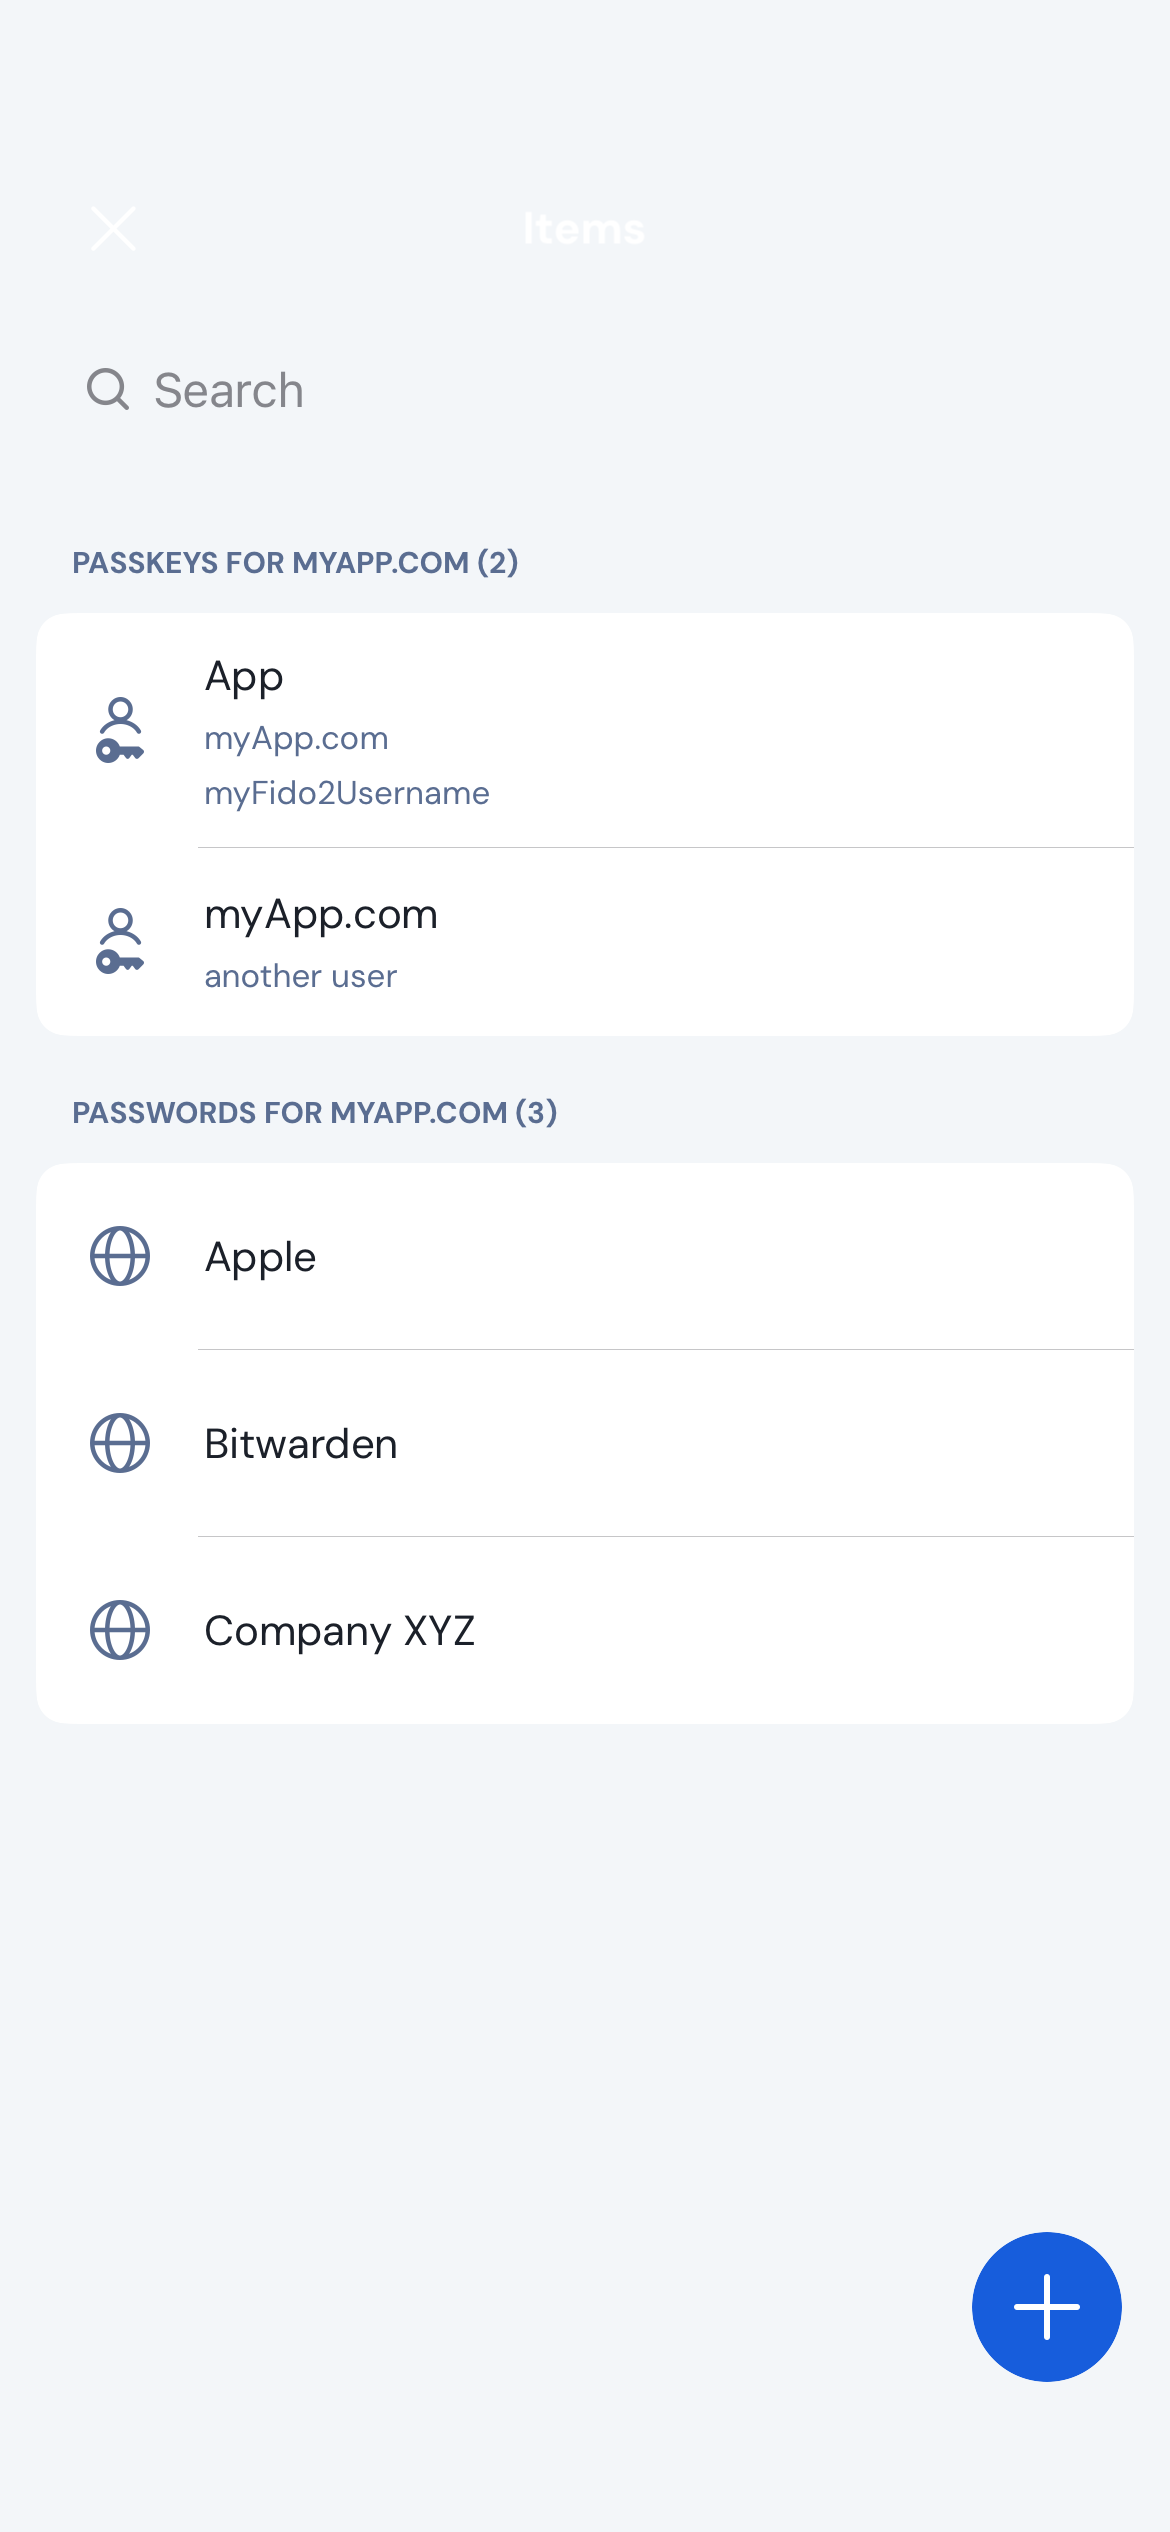 Items
Search
PASSKEYS FOR MYAPP.COM (2)
App
myApp.com
myFido2Username
myApp.com
another user
PASSWORDS FOR MYAPP.COM (3)
Apple
Bitwarden
Company XYZ